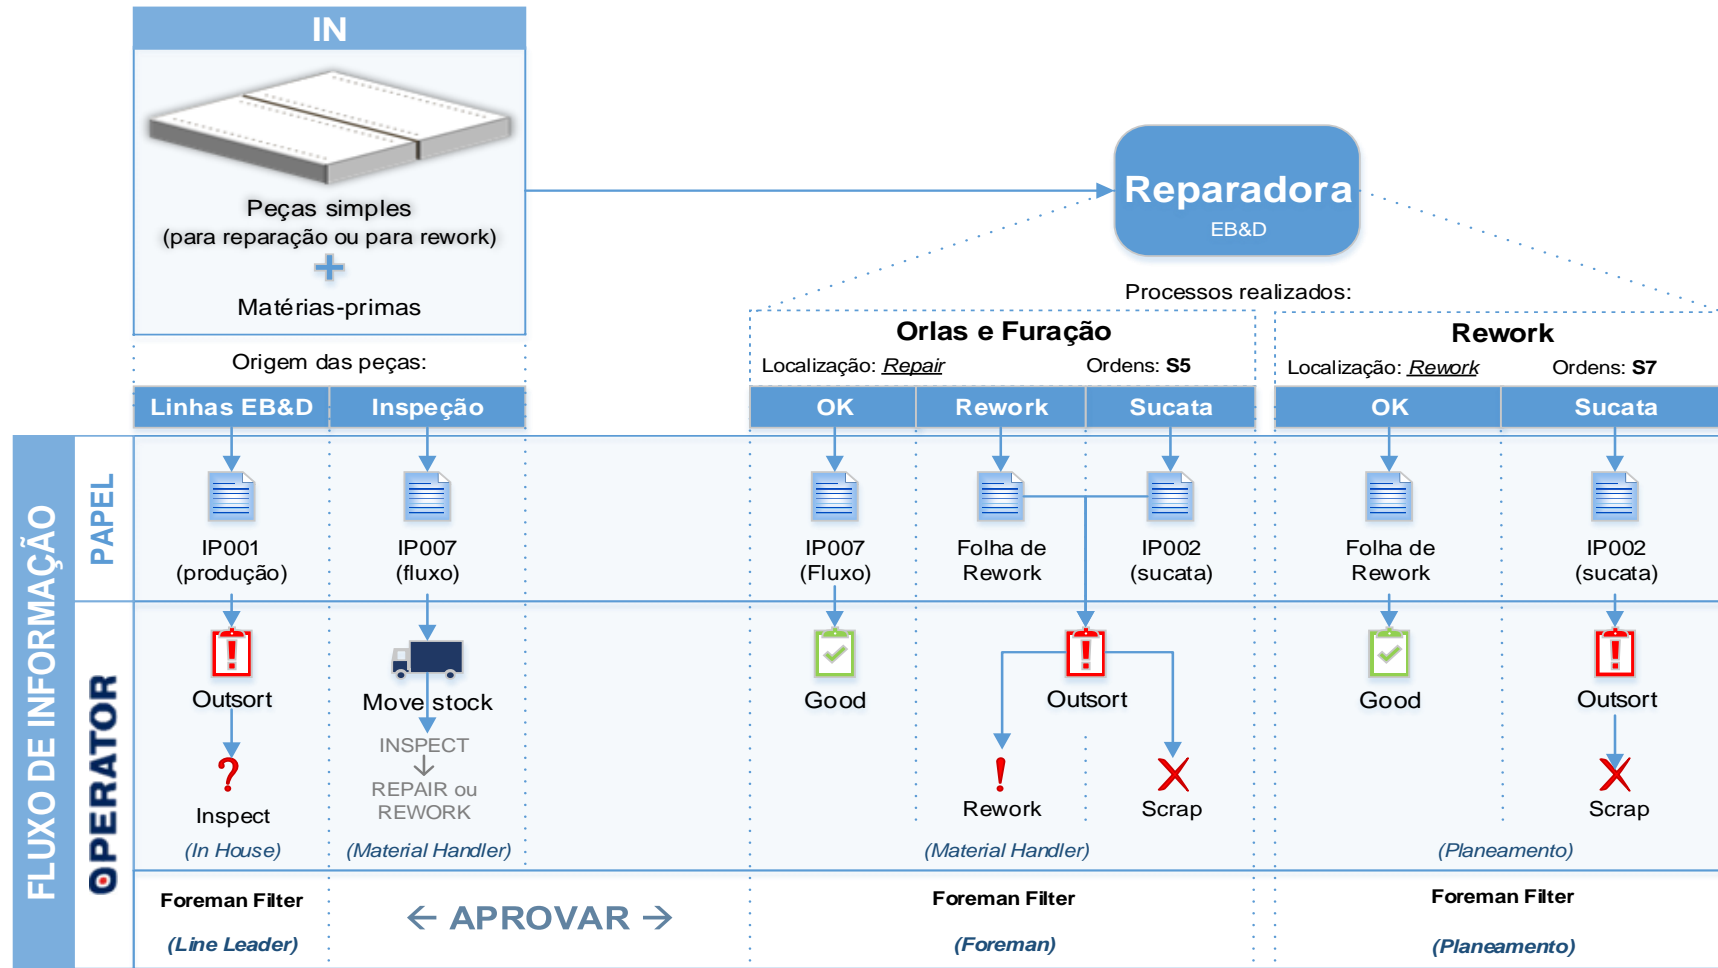 IN
Peças simples
(para reparação ou para rework)
Matérias-primas
Origem das peças:
Reparadora
EB&D
Processos realizados:
Orlas e Furação
Localização: Repair
Ordens: S5
Rework
Localização: Rework
Ordens: S7
Linhas EB&D
Inspeção
OK
Rework
Sucata
OK
Sucata
FLUXO DE INFORMAÇÃO
PAPEL
IP001
(produção)
IP007
(fluxo)
IP007
(Fluxo)
Folha de
Rework
IP002
(sucata)
Folha de
Rework
IP002
(sucata)
OPERATOR
Outsort
Inspect
(In House)
Move stock
INSPECT
REPAIR ou
REWORK
(Material Handler)
Good
Outsort
Rework
Scrap
(Material Handler)
Good
Outsort
Scrap
(Planeamento)
Foreman Filter
(Line Leader)
← APROVAR →
Foreman Filter
(Foreman)
Foreman Filter
(Planeamento)